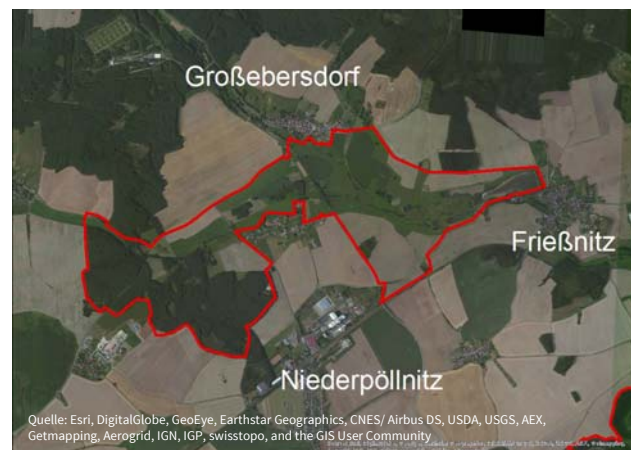 Großebersdorf
Frießnitz
Niederpöllnitz
Quelle: Esri, DigitalGlobe, GeoEye, Earthstar Geographics, CNES/ Airbus DS, USDA, USGS, AEX,
Getmapping, Aerogrid, IGN, IGP, swisstopo, and the GIS User Community